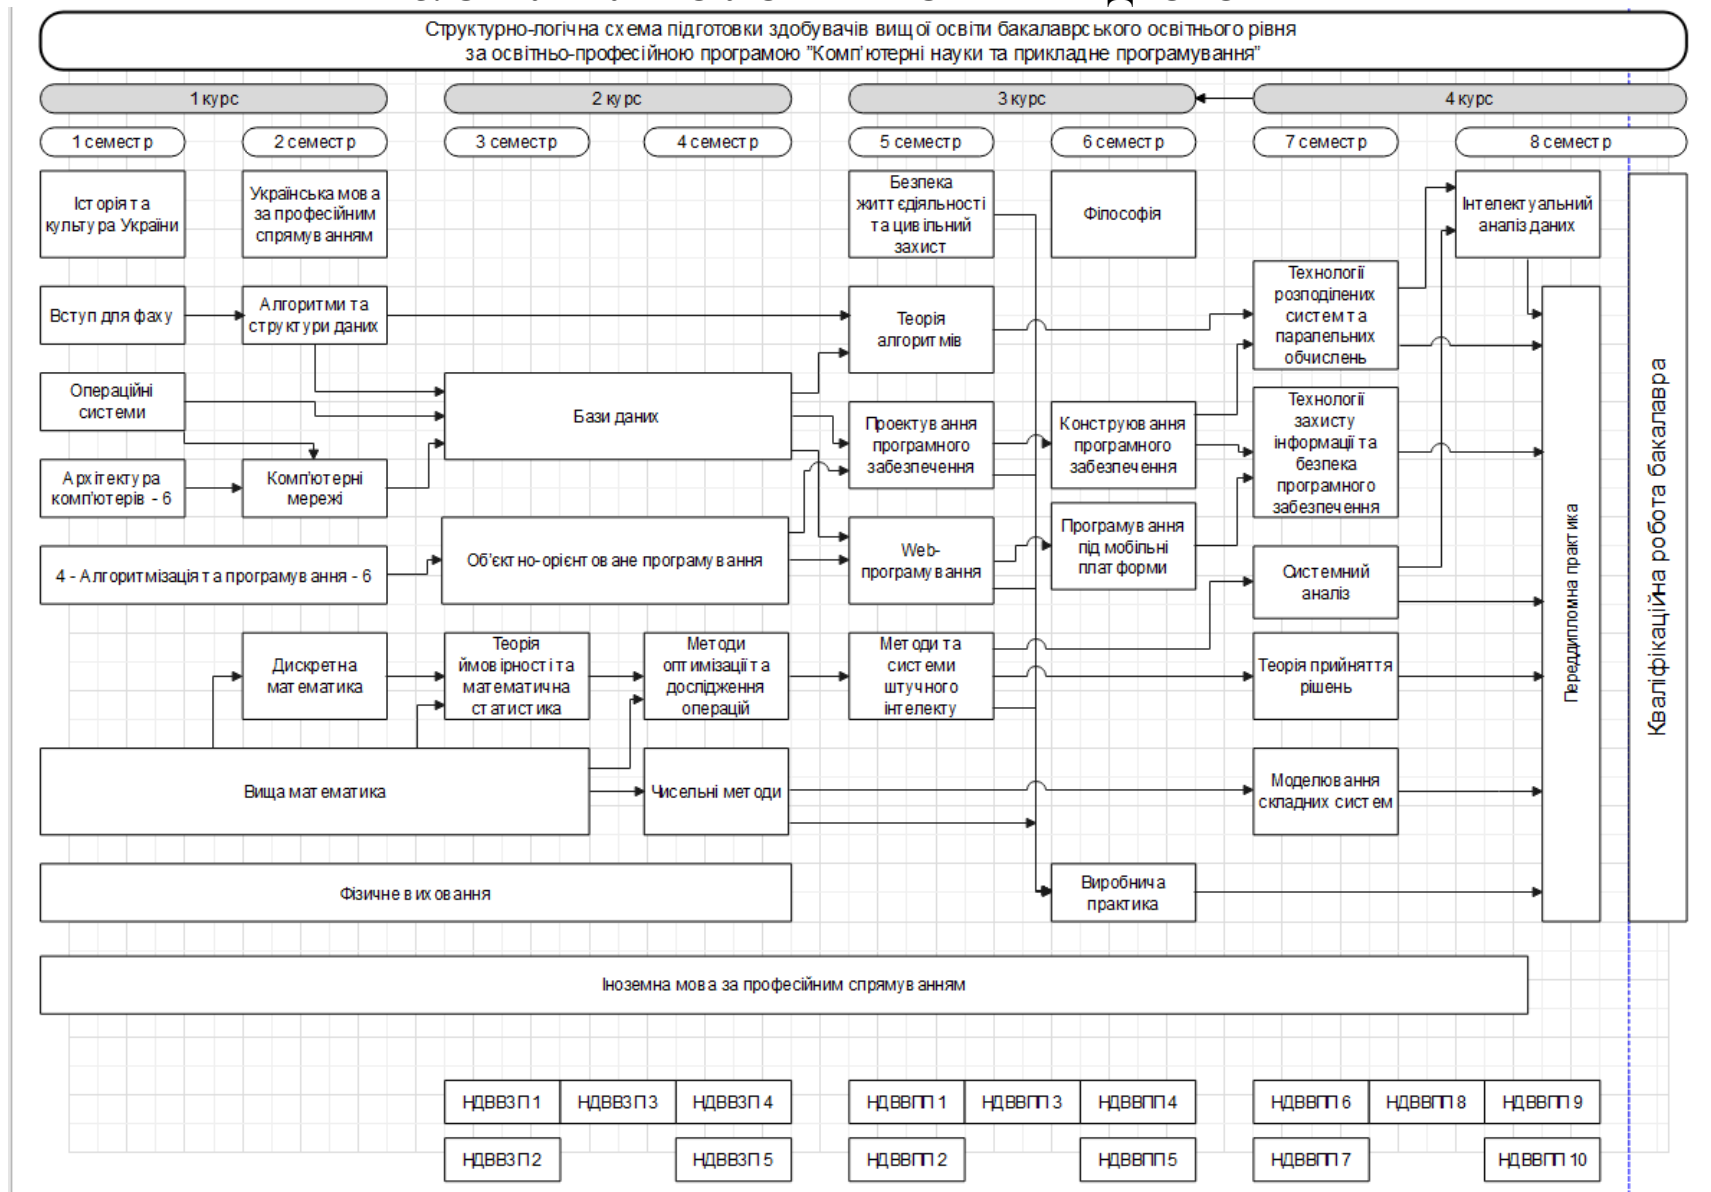 Структурно-логічна схема підготовки здобувачів вищої освіти бакалаврського освітнього рівня
за освітньо-професійною програмою "Комп'ютерні науки та прикладне програмування"
1 курс
2 курс
3 курс
4 курс
1 семестр
2 семестр
3 семестр
4 семестр
5 семестр
6 семестр
7 семестр
8 семестр
Історія та
культура України
Українська мова
за професійним
спрямуванням
Безпека
життєдіяльності
та цивільний
захист
Філософія
Інтелектуальний
аналіз даних
Вступ для фаху
Алгоритми та
структури даних
Теорія
алгоритмів
Технології
розподілених
систем та
паралельних
обчислень
Операційні
системи
Бази даних
Проектування
програмного
забезпечення
Конструювання
програмного
забезпечення
Технології
захисту
інформації та
безпека
програмного
забезпечення
Архітектура
комп'ютерів - 6
Комп'ютерні
мережі
4 - Алгоритмізація та програмування - 6
Об'єктно-орієнтоване програмування
Web-
програмування
Програмування
під мобільні
платформи
Системний
аналіз
Дискретна
математика
Теорія
ймовірності та
математична
статистика
Методи
оптимізації та
дослідження
операцій
Методи та
системи
штучного
інтелекту
Теорія прийняття
рішень
Вища математика
Чисельні методи
Моделювання
складних систем
Фізичне виховання
Виробнича
практика
Переддипломна практика
Кваліфікаційна робота бакалавра
Іноземна мова за професійним спрямуванням
НДВВЗП 1
НДВВЗП 3
НДВВЗП 4
НДВВПП 1
НДВВПП 3
НДВВПП 4
НДВВПП 6
НДВВПП 8
НДВВПП 9
НДВВЗП 2
НДВВЗП 5
НДВВПП 2
НДВВПП 5
НДВВПП 7
НДВВПП 10